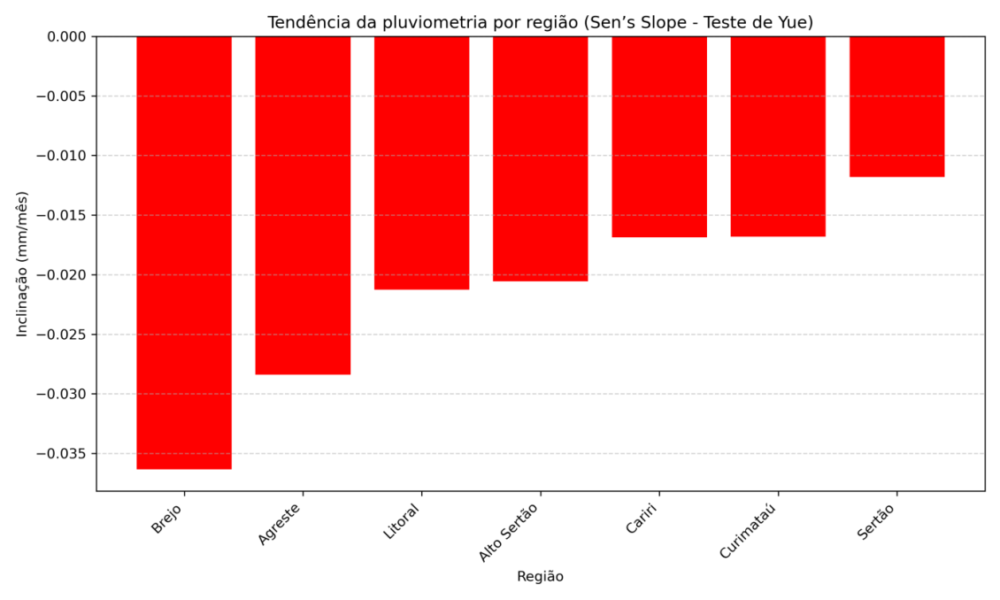 Tendência da pluviometria por região (Sen’s Slope - Teste de Yue)
0.000
−0.005
−0.010
−0.015
−0.020
−0.025
−0.030
−0.035
Inclinação (mm/mês)
Brejo
Agreste
Litoral
Alto Sertão
Cariri
Curimataú
Sertão
Região